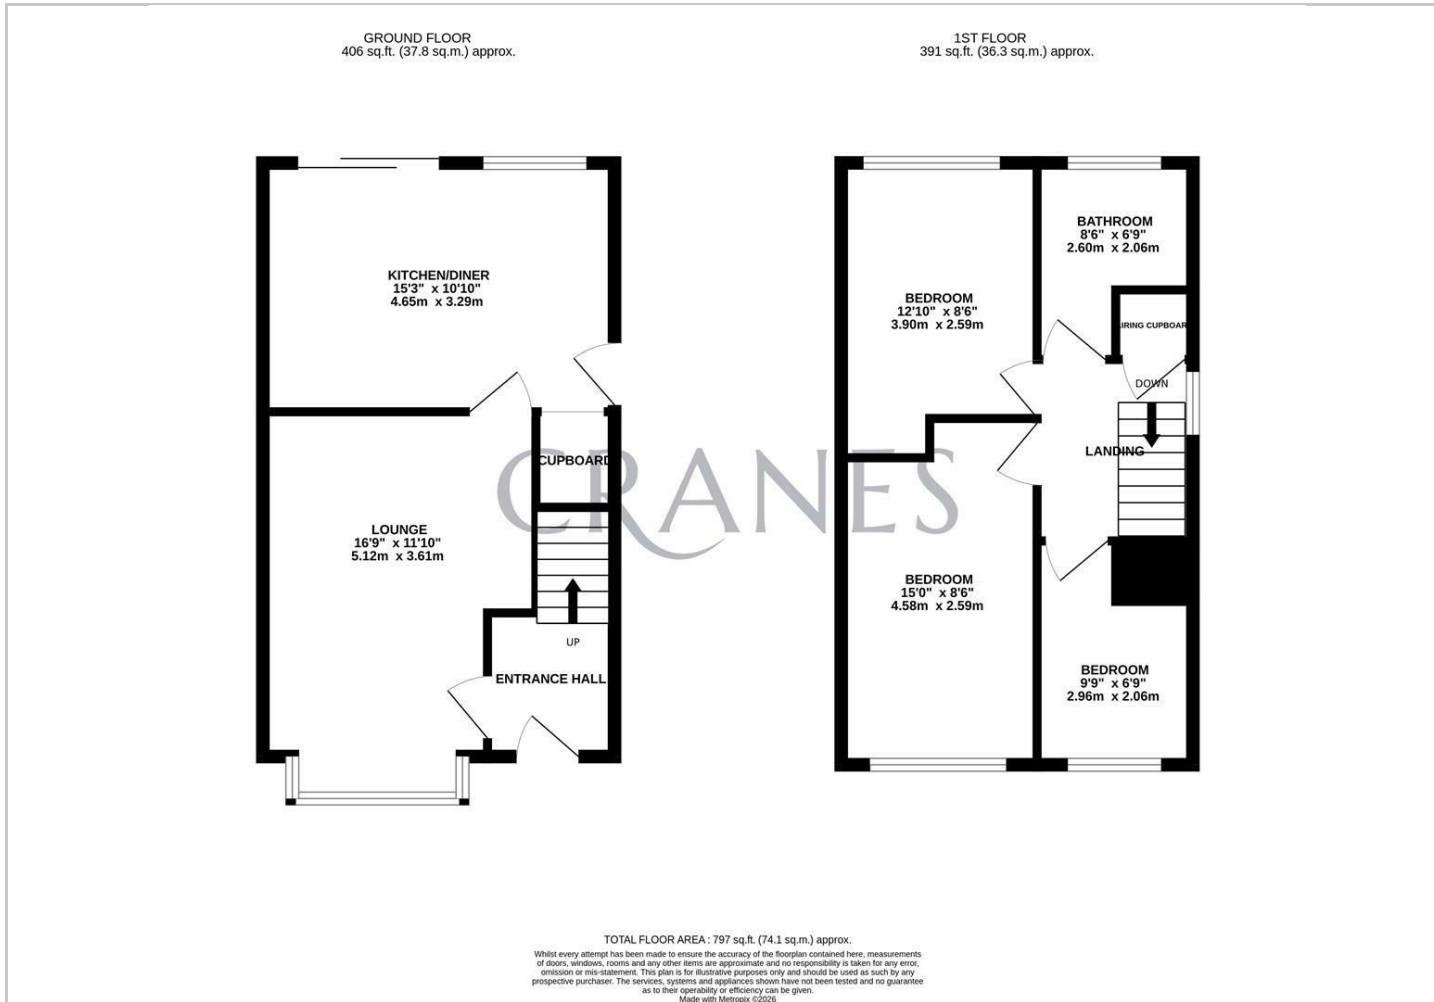 GROUND FLOOR
406 sq.ft. (37.8 sq.m.) approx.
1ST FLOOR
391 sq.ft. (36.3 sq.m.) approx.
KITCHEN/DINER
15'3" x 10'10"
4.65m x 3.29m
CUPBOARD
LOUNGE
16'9" x 11'10"
5.12m x 3.61m
UP
ENTRANCE HALL
BATHROOM
8'6" x 6'9"
2.60m x 2.06m
BEDROOM
12'10" x 8'6"
3.90m x 2.59m
IRING CUPBOAR
DOWN
LANDING
BEDROOM
15'0" x 8'6"
4.58m x 2.59m
BEDROOM
9'9" x 6'9"
2.96m x 2.06m
CRANES
TOTAL FLOOR AREA : 797 sq.ft. (74.1 sq.m.) approx.
Whilst every attempt has been made to ensure the accuracy of the floorplan contained here, measurements
of doors, windows, rooms and any other items are approximate and no responsibility is taken for any error,
omission or mis-statement. This plan is for illustrative purposes only and should be used as such by any
prospective purchaser. The services, systems and appliances shown have not been tested and no guarantee
as to their operability or efficiency can be given.
Made with Metropix ©2026